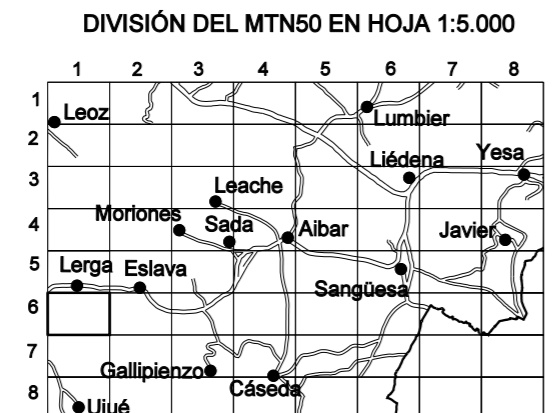 DIVISIÓN DEL MTN50 EN HOJA 1:5.000
1 2 3 4 5 6 7 8
1
Leoz
Lumbier
2
Liédena
Yesa
3
Leache
Moriones
Sada
4
Aibar
Javier
5
Lerga
Eslava
Sangüesa
6
7
Gallipienzo
Cáseda
8
Ujué